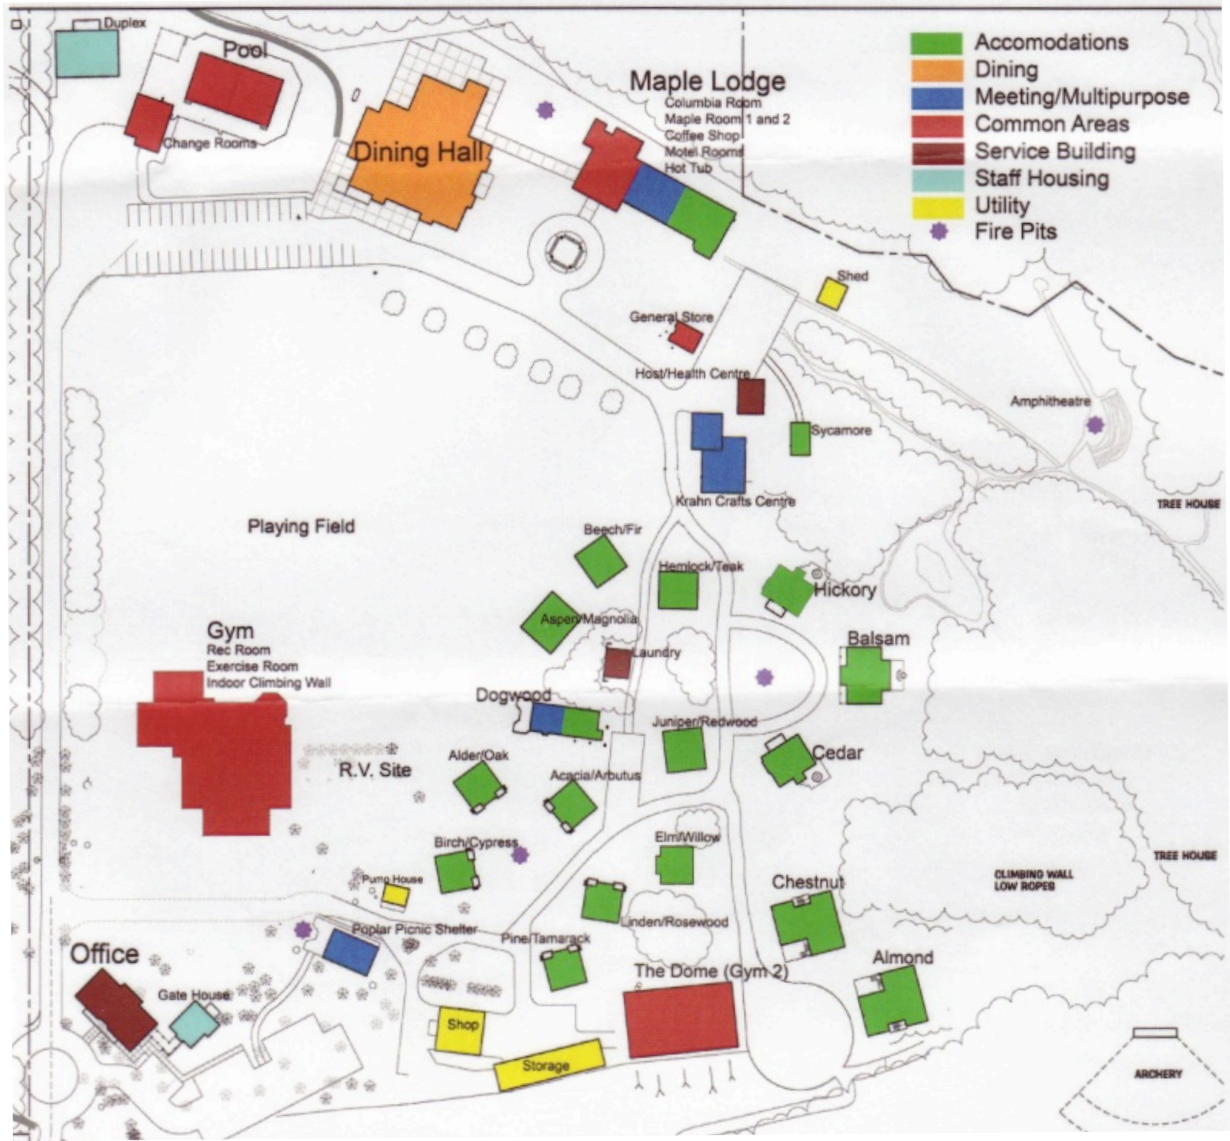 Duplex
Pool
Change Rooms
Dining Hall
Maple Lodge
Columbia Room
Maple Room 1 and 2
Coffee Shop
Motel Rooms
Hot Tub
Accomodations
Dining
Meeting/Multipurpose
Common Areas
Service Building
Staff Housing
Utility
Fire Pits
Shed
General Store
Host/Health Centre
Amphitheatre
Sycamore
Krahn Crafts Centre
TREE HOUSE
Playing Field
Beech/Fir
Hemlock/Teak
Hickory
Aspen/Magnolia
Gym
Rec Room
Exercise Room
Indoor Climbing Wall
Laundry
Balsam
Dogwood
Juniper/Redwood
Cedar
R.V. Site
Alder/Oak
Acacia/Arbutus
Birch/Cypress
Elm/Willow
TREE HOUSE
CLIMBING WALL
LOW ROPES
Pump House
Chestnut
Poplar Picnic Shelter
Linden/Rosewood
Pine/Tamarack
Office
Almond
The Dome (Gym 2)
Gate House
Shop
Storage
ARCHERY